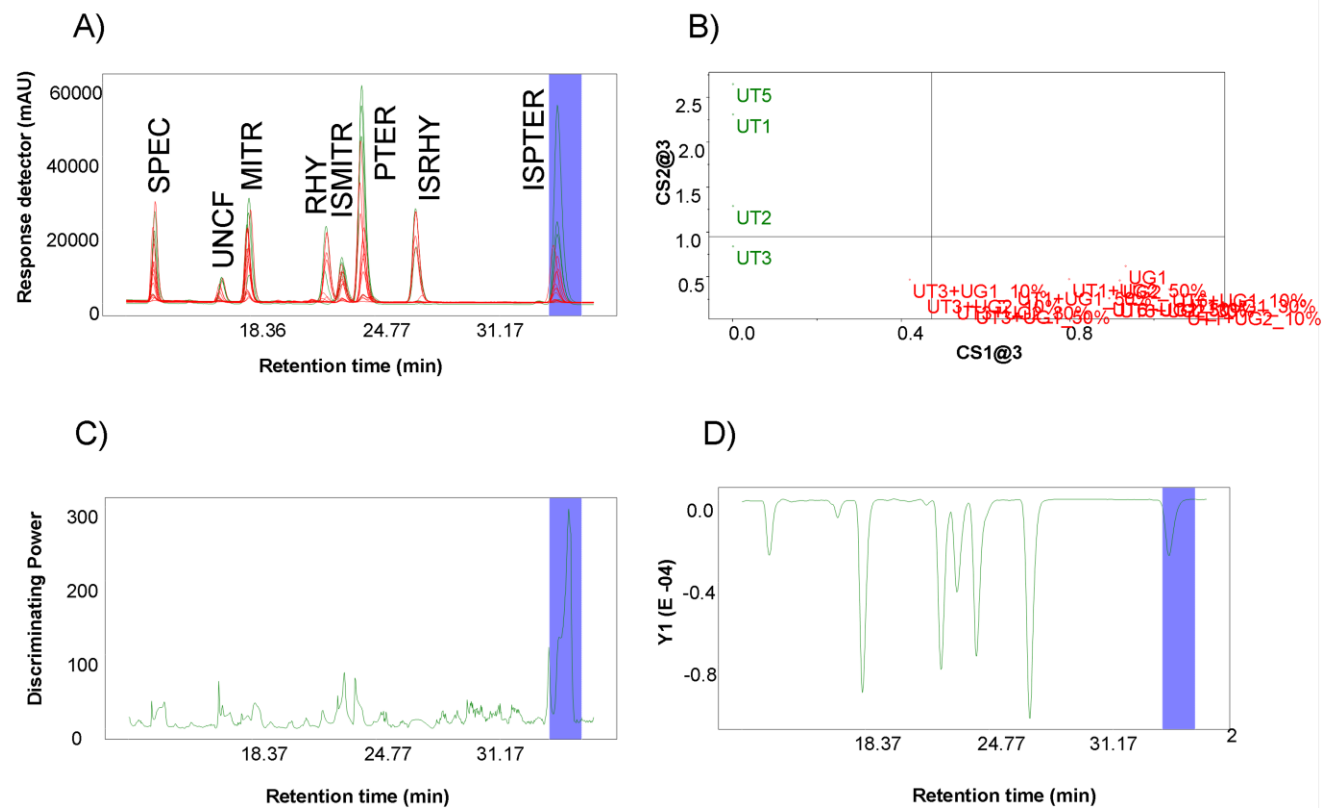 A)
Response detector (mAU)
60000
40000
20000
0
SPEC
UNCF
MITR
RHY
ISMITR
PTER
ISRHY
ISPTER
18.36 24.77 31.17
Retention time (min)
B)
CS2@3
2.5
2.0
1.5
1.0
0.5
UT5
UT1
UT2
UT3
UG1
UT3+UG1_10%
UT1+UG2_50%
0.0 0.4 0.8
CS1@3
C)
Discriminating Power
300
200
100
0
18.37 24.77 31.17
Retention time (min)
D)
Y1 (E -04)
0.0
-0.4
-0.8
18.37 24.77 31.17 2
Retention time (min)